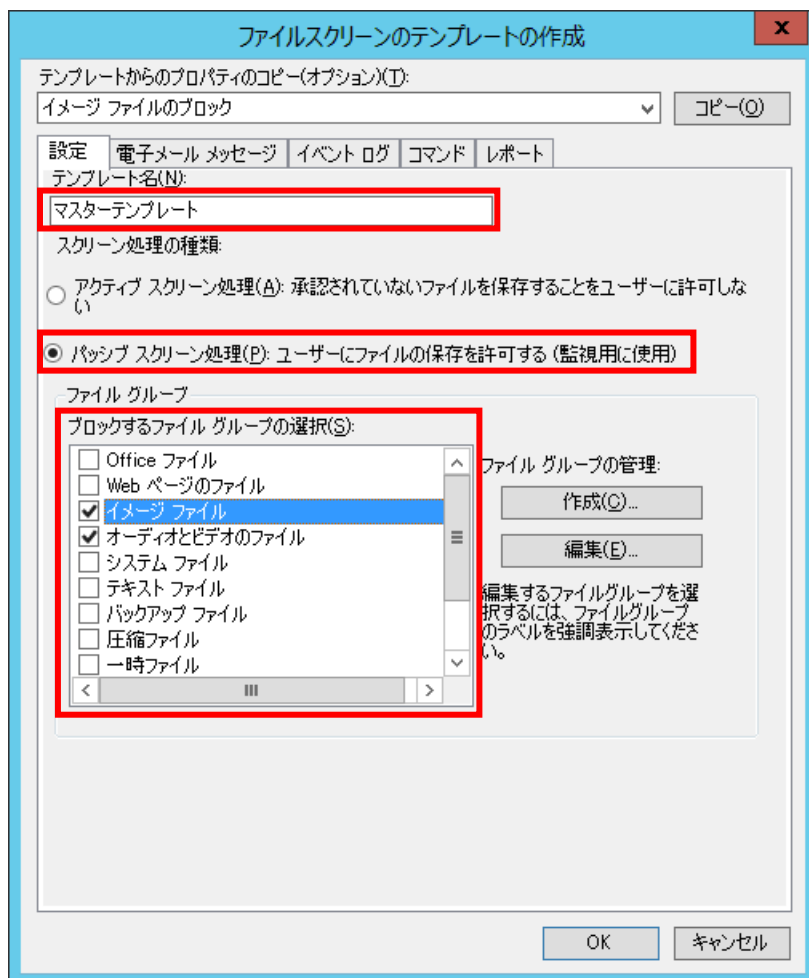 ファイルスクリーンのテンプレートの作成
x
テンプレートからのプロパティのコピー(オプション)(T):
イメージ ファイルのブロック
コピー(O)
設定 電子メール メッセージ イベント ログ コマンド レポート
テンプレート名(N):
マスターテンプレート
スクリーン処理の種類:
アクティブ スクリーン処理(A): 承認されていないファイルを保存することをユーザーに許可しな
い
パッシブ スクリーン処理(P): ユーザーにファイルの保存を許可する (監視用に使用)
ファイル グループ
ブロックするファイル グループの選択(S):
Office ファイル
Web ページのファイル
イメージ ファイル
オーディオとビデオのファイル
システム ファイル
テキスト ファイル
バックアップ ファイル
圧縮ファイル
一時ファイル
ファイル グループの管理:
作成(C)...
編集(E)...
編集するファイルグループを選
択するには、ファイルグループ
のラベルを強調表示してくださ
い。
OK
キャンセル